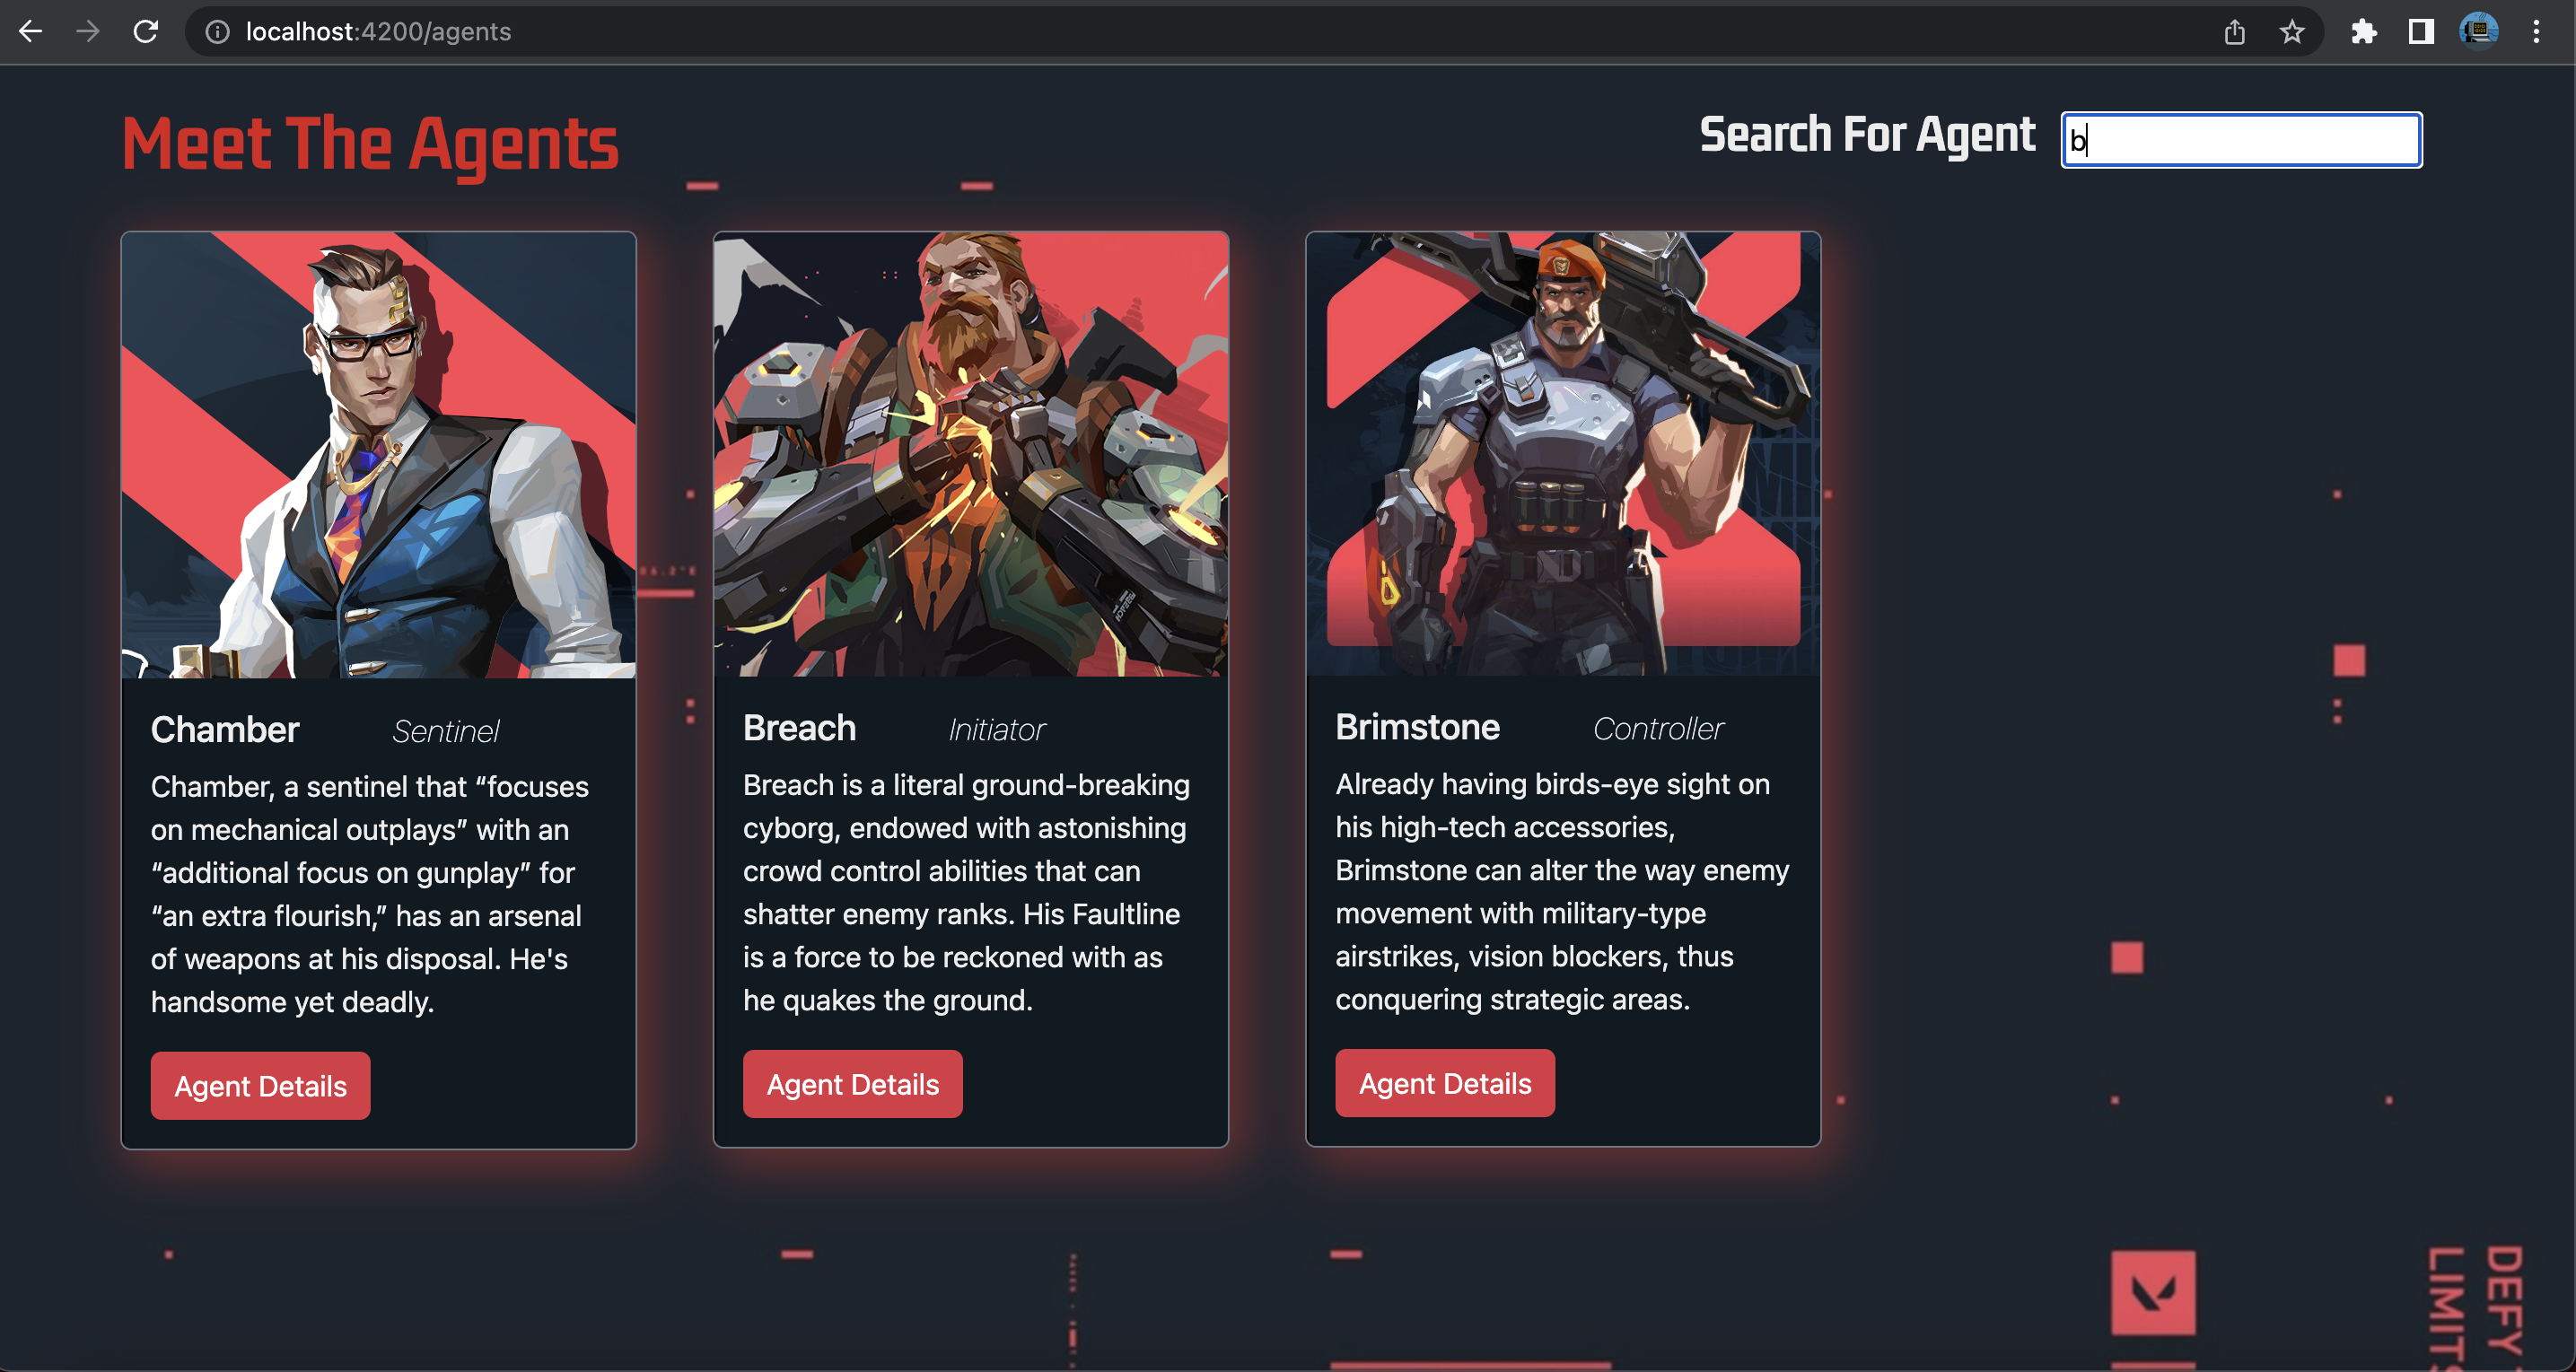 localhost:4200/agents
Meet The Agents
Search For Agent
b
Chamber
Sentinel
Chamber, a sentinel that “focuses
on mechanical outplays” with an
“additional focus on gunplay” for
“an extra flourish,” has an arsenal
of weapons at his disposal. He's
handsome yet deadly.
Agent Details
Breach
Initiator
Breach is a literal ground-breaking
cyborg, endowed with astonishing
crowd control abilities that can
shatter enemy ranks. His Faultline
is a force to be reckoned with as
he quakes the ground.
Agent Details
Brimstone
Controller
Already having birds-eye sight on
his high-tech accessories,
Brimstone can alter the way enemy
movement with military-type
airstrikes, vision blockers, thus
conquering strategic areas.
Agent Details
DEFY
LIMITS